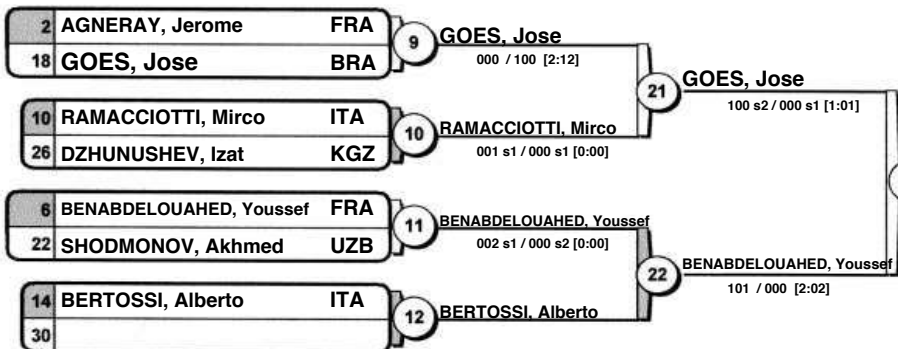 2 AGNERAY, Jerome FRA
18 GOES, Jose BRA
9 GOES, Jose
000 / 100 [2:12]
10 RAMACCIOTTI, Mirco ITA
26 DZHUNUSHEV, Izat KGZ
10 RAMACCIOTTI, Mirco
001 s1 / 000 s1 [0:00]
21 GOES, Jose
100 s2 / 000 s1 [1:01]
6 BENABDELOUAHED, Youssef FRA
22 SHODMONOV, Akhmed UZB
11 BENABDELOUAHED, Youssef
002 s1 / 000 s2 [0:00]
14 BERTOSSI, Alberto ITA
30
12 BERTOSSI, Alberto
22 BENABDELOUAHED, Youssef
101 / 000 [2:02]